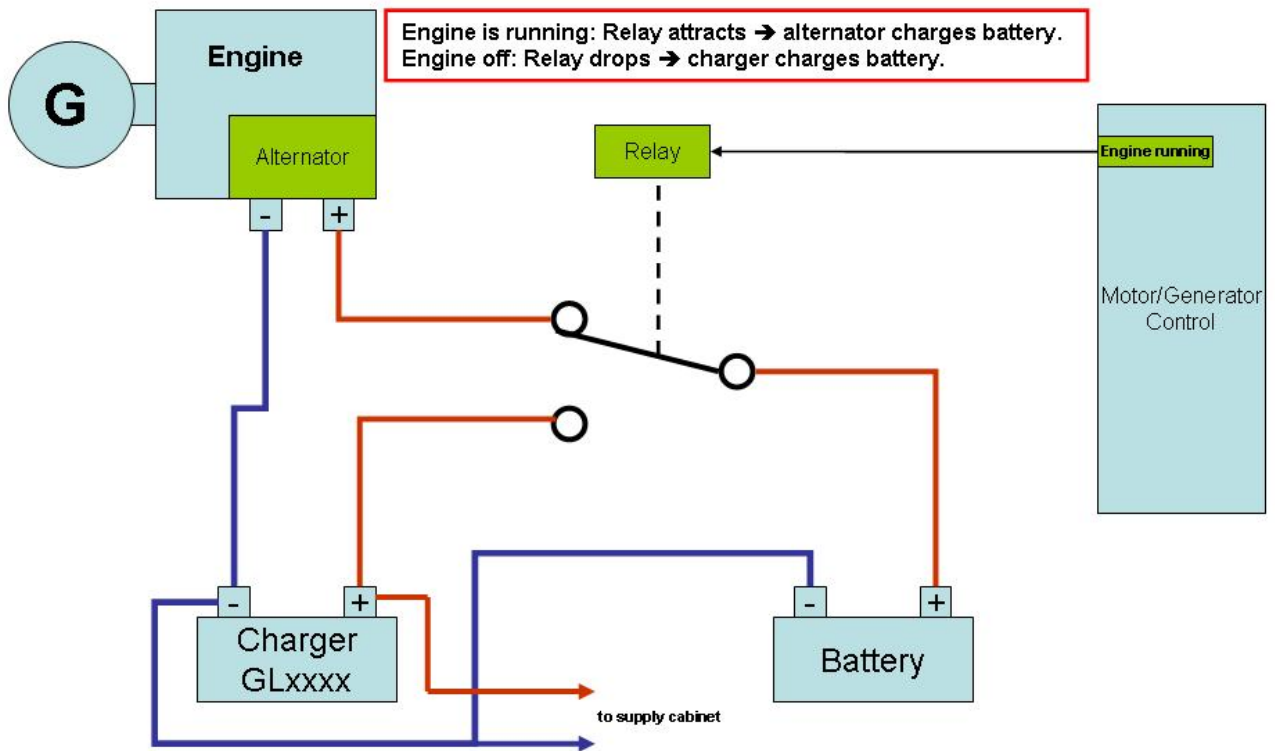 Engine is running: Relay attracts ➔ alternator charges battery.
Engine off: Relay drops ➔ charger charges battery.
Engine
G
Alternator
- +
Relay
Engine running
Motor/Generator
Control
- +
Charger
GLxxxx
- +
Battery
to supply cabinet